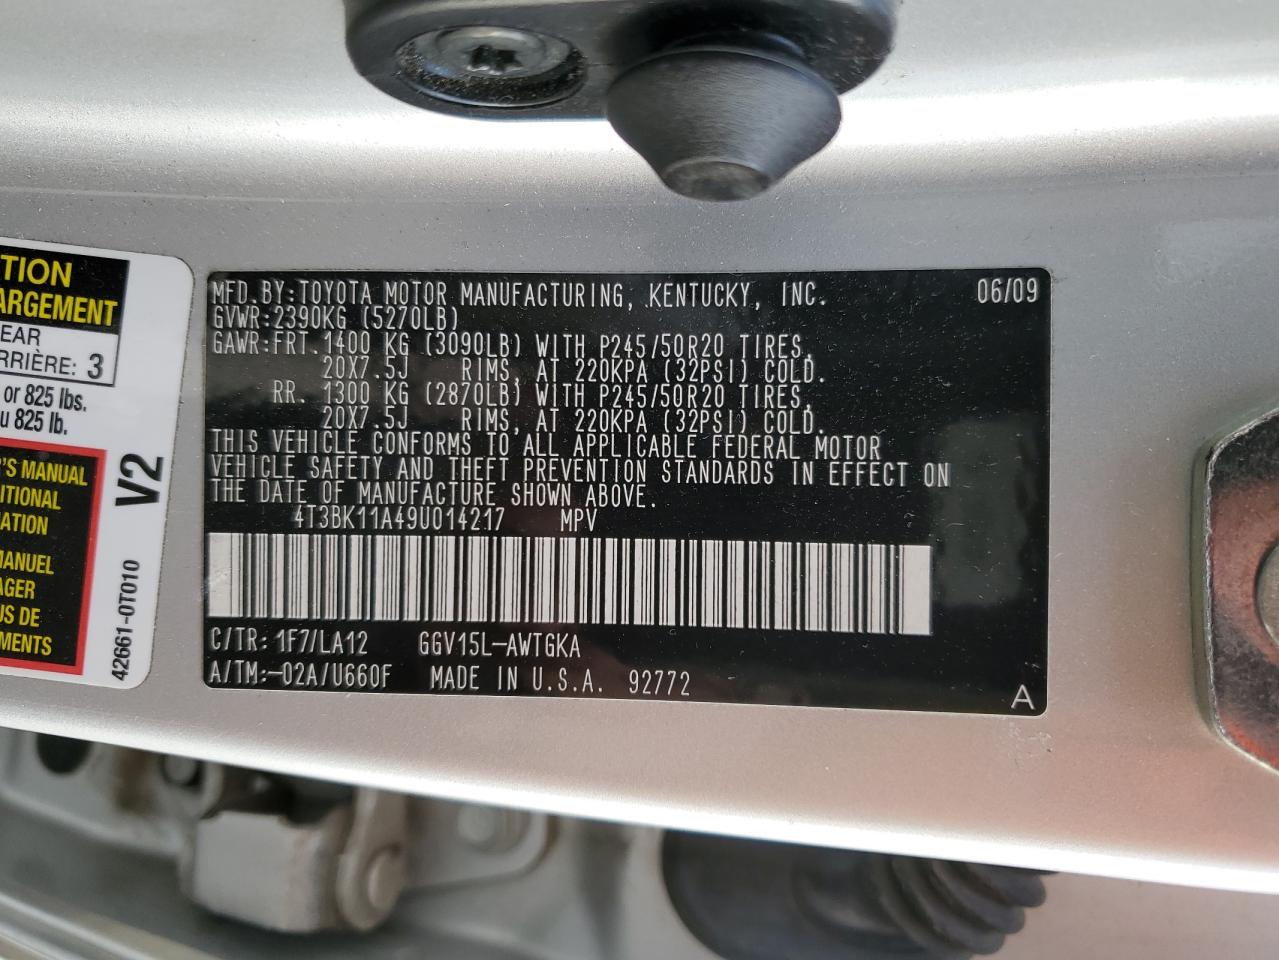 TION
ARGEMENT
EAR
RRIÈRE: 3
or 825 lbs.
u 825 lb.
'S MANUAL
ITIONAL
ATION
MANUEL
AGER
US DE
MENTS
V2
42661-0T010
MFD.BY:TOYOTA MOTOR MANUFACTURING, KENTUCKY, INC. 06/09
GVWR:2390KG (5270LB)
GAWR:FRT.1400 KG (3090LB) WITH P245/50R20 TIRES,
20X7.5J RIMS, AT 220KPA (32PSI) COLD.
RR. 1300 KG (2870LB) WITH P245/50R20 TIRES,
20X7.5J RIMS, AT 220KPA (32PSI) COLD.
THIS VEHICLE CONFORMS TO ALL APPLICABLE FEDERAL MOTOR
VEHICLE SAFETY AND THEFT PREVENTION STANDARDS IN EFFECT ON
THE DATE OF MANUFACTURE SHOWN ABOVE.
4T3BK11A49U014217 MPV
C/TR: 1F7/LA12 GGV15L-AWTGKA
A/TM:-02A/U660F MADE IN U.S.A. 92772
A